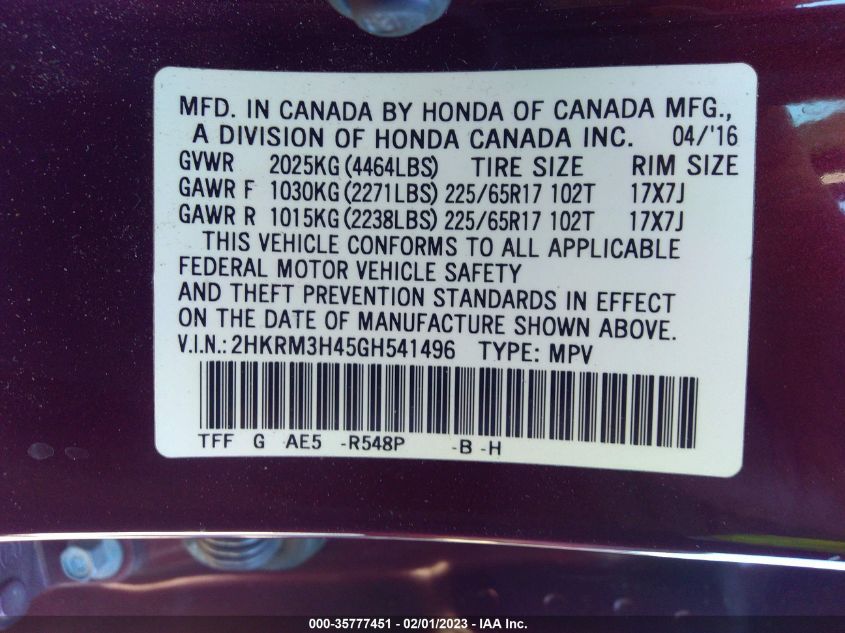 MFD. IN CANADA BY HONDA OF CANADA MFG.,
A DIVISION OF HONDA CANADA INC. 04/'16
GVWR 2025KG (4464LBS) TIRE SIZE RIM SIZE
GAWR F 1030KG (2271LBS) 225/65R17 102T 17X7J
GAWR R 1015KG (2238LBS) 225/65R17 102T 17X7J
THIS VEHICLE CONFORMS TO ALL APPLICABLE
FEDERAL MOTOR VEHICLE SAFETY
AND THEFT PREVENTION STANDARDS IN EFFECT
ON THE DATE OF MANUFACTURE SHOWN ABOVE.
V.I.N.: 2HKRM3H45GH541496 TYPE: MPV
TFF G AE5 -R548P -B -H
000-35777451 - 02/01/2023 - IAA Inc.